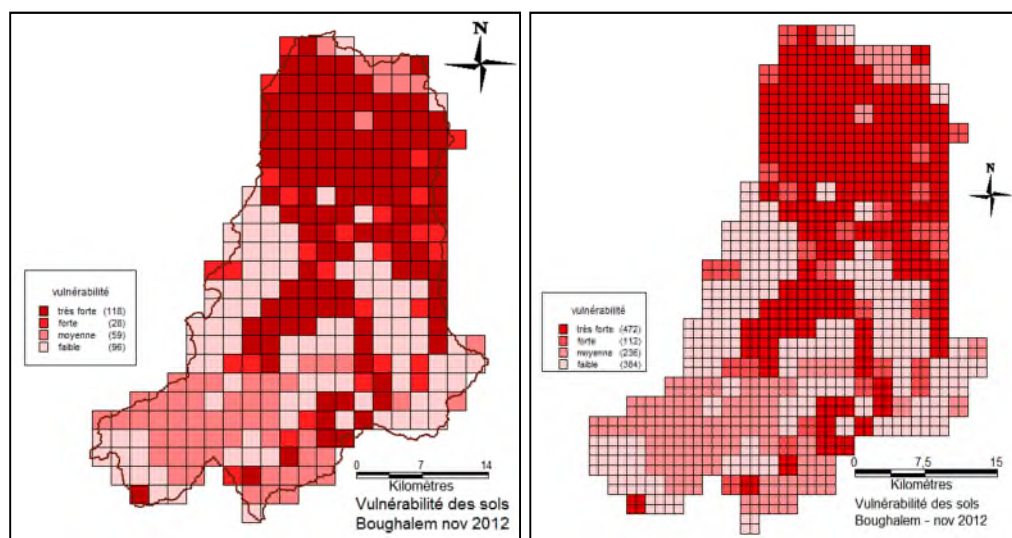 N
vulnérabilité
très forte (118)
forte (28)
moyenne (59)
faible (96)
0 7 14
Kilomètres
Vulnérabilité des sols
Boughalem nov 2012
N
vulnérabilité
très forte (472)
forte (112)
moyenne (236)
faible (384)
0 7,5 15
Kilomètres
Vulnérabilité des sols
Boughalem - nov 2012